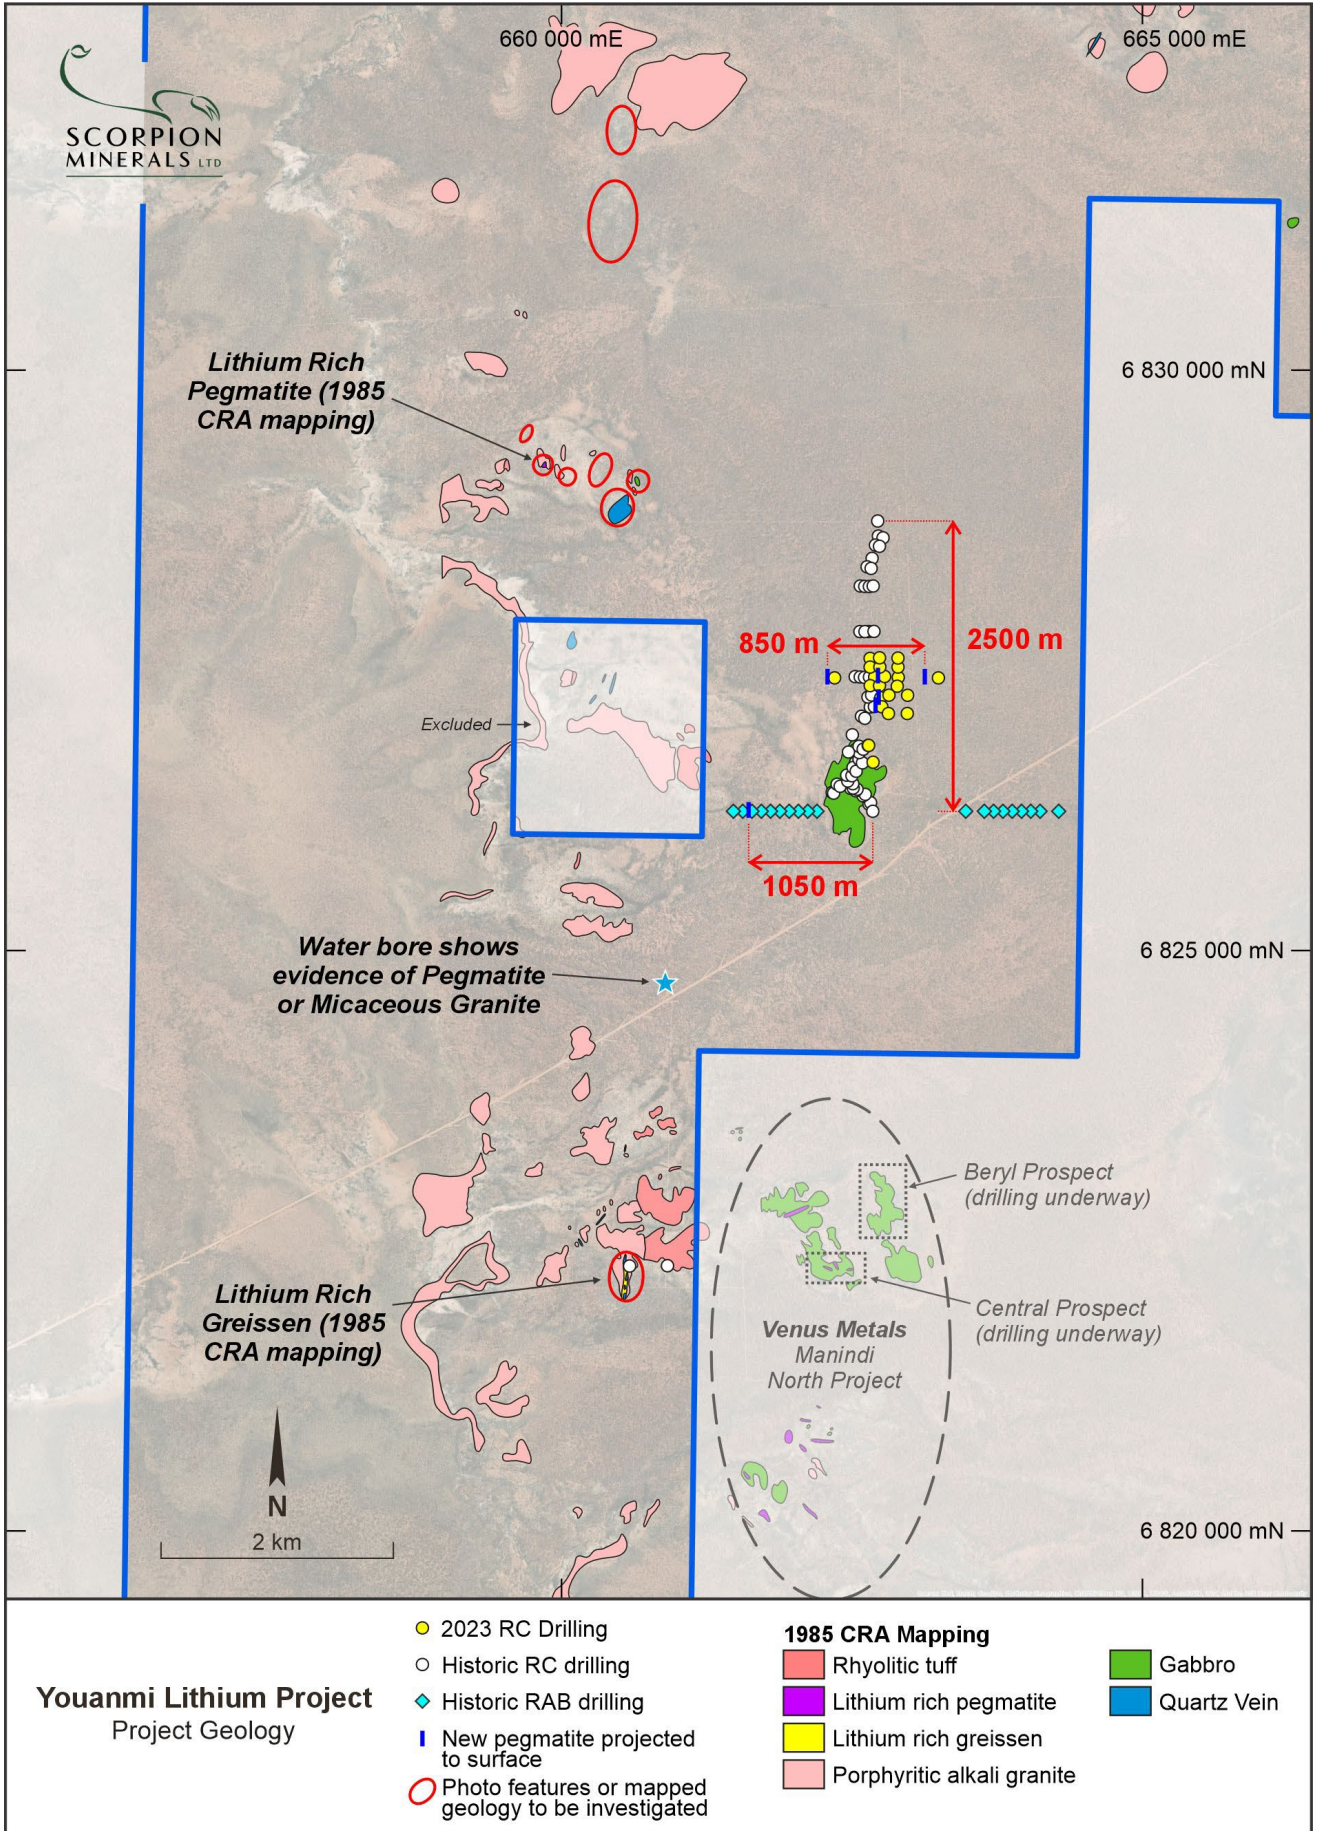 660 000 mE
665 000 mE
SCORPION
MINERALS LTD
Lithium Rich
Pegmatite (1985
CRA mapping)
6 830 000 mN
850 m
2500 m
Excluded
1050 m
Water bore shows
evidence of Pegmatite
or Micaceous Granite
6 825 000 mN
Beryl Prospect
(drilling underway)
Lithium Rich
Greissen (1985
CRA mapping)
Central Prospect
(drilling underway)
Venus Metals
Manindi
North Project
N
2 km
6 820 000 mN
Youanmi Lithium Project
Project Geology
2023 RC Drilling
Historic RC drilling
Historic RAB drilling
New pegmatite projected
to surface
Photo features or mapped
geology to be investigated
1985 CRA Mapping
Rhyolitic tuff
Lithium rich pegmatite
Lithium rich greissen
Porphyritic alkali granite
Gabbro
Quartz Vein